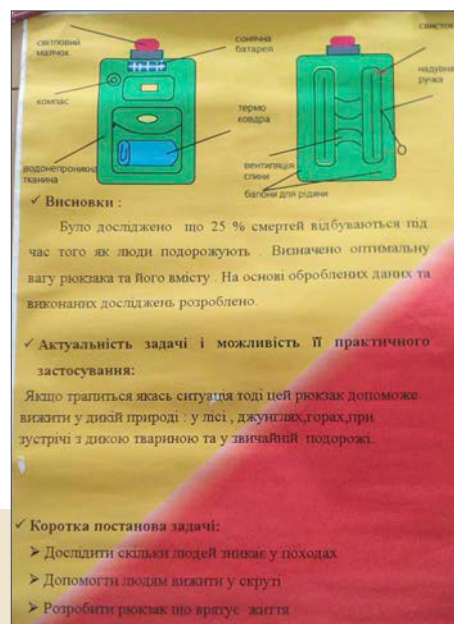 світловий
маячок
сонячна
батарея
свисток
надувна
ручка
компас
термо
ковдра
водонепроникна
тканина
вентиляція
спини
балони для рідини
✓ Висновки :
Було досліджено що 25 % смертей відбуваються під
час того як люди подорожують . Визначено оптимальну
вагу рюкзака та його вмісту . На основі оброблених даних та
виконаних досліджень розроблено.
✓ Актуальність задачі і можливість її практичного
застосування:
Якщо трапиться якась ситуація тоді цей рюкзак допоможе
вижити у дикій природі : у лісі , джунглях,горах,при
зустрічі з дикою твариною та у звичайній подорожі.
✓ Коротка постанова задачі:
➤ Дослідити скільки людей зникає у походах
➤ Допомогти людям вижити у скруті
➤ Розробити рюкзак що врятує життя